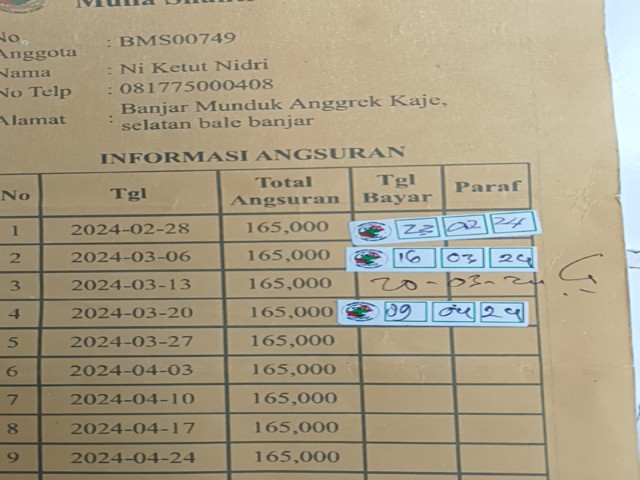 No.
Anggota : BMS00749
Nama : Ni Ketut Nidri
No Telp : 081775000408
Alamat : Banjar Munduk Anggrek Kaje,
selatan bale banjar
INFORMASI ANGSURAN
No Tgl Total Angsuran Tgl Bayar Paraf
1 2024-02-28 165,000 23 02 24
2 2024-03-06 165,000 16 03 24
3 2024-03-13 165,000 20-03-24
4 2024-03-20 165,000 09 04 24
5 2024-03-27 165,000
6 2024-04-03 165,000
7 2024-04-10 165,000
8 2024-04-17 165,000
9 2024-04-24 165,000